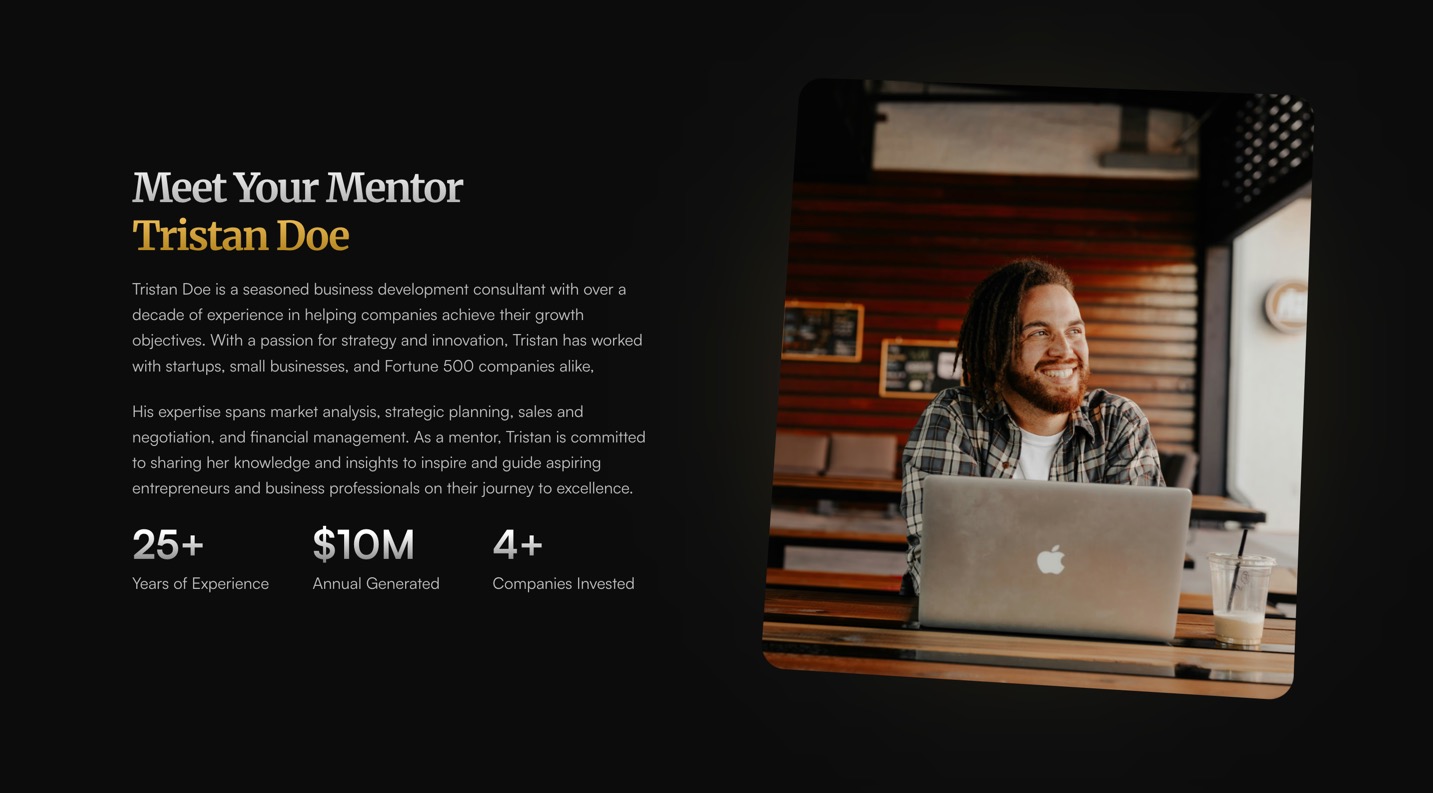 Meet Your Mentor
Tristan Doe
Tristan Doe is a seasoned business development consultant with over a
decade of experience in helping companies achieve their growth
objectives. With a passion for strategy and innovation, Tristan has worked
with startups, small businesses, and Fortune 500 companies alike,
His expertise spans market analysis, strategic planning, sales and
negotiation, and financial management. As a mentor, Tristan is committed
to sharing her knowledge and insights to inspire and guide aspiring
entrepreneurs and business professionals on their journey to excellence.
25+ $10M 4+
Years of Experience Annual Generated Companies Invested